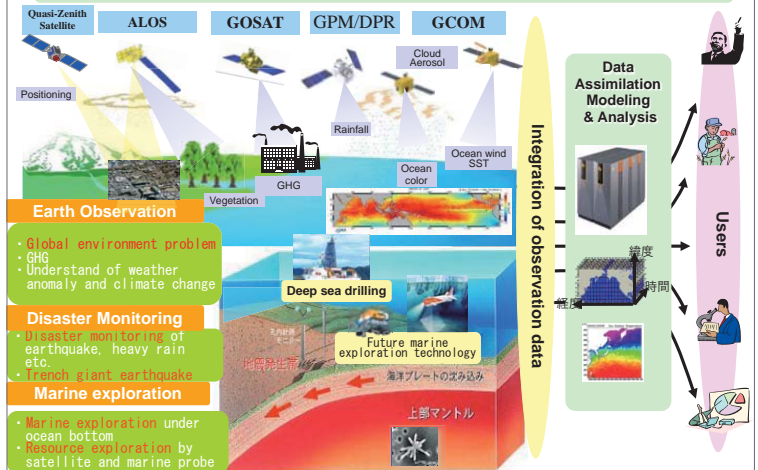 Quasi-Zenith
Satellite
ALOS
GOSAT
GPM/DPR
GCOM
Positioning
Cloud
Aerosol
Rainfall
Ocean wind
SST
Vegetation
GHG
Ocean
color
Earth Observation
・Global environment problem
・GHG
・Understand of weather
anomaly and climate change
Disaster Monitoring
・Disaster monitoring of
earthquake, heavy rain
etc.
・Trench giant earthquake
Marine exploration
・Marine exploration under
ocean bottom
・Resource exploration by
satellite and marine probe
Deep sea drilling
Future marine
exploration technology
地震発生帯
海洋プレートの沈み込み
上部マントル
Integration of observation data
Data
Assimilation
Modeling
& Analysis
緯度
時間
経度
Users